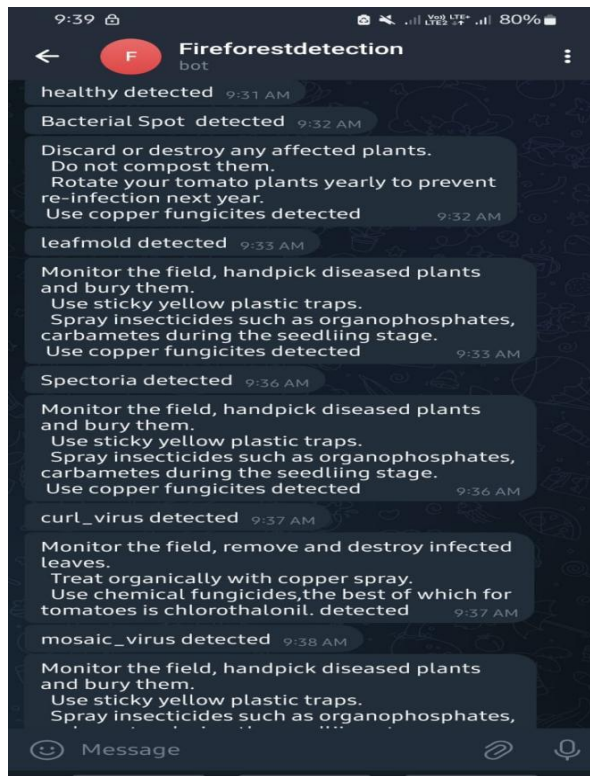 9:39
Vo)) LTE+ LTE2 80%
F
Fireforestdetection
bot
healthy detected 9:31 AM
Bacterial Spot detected 9:32 AM
Discard or destroy any affected plants.
Do not compost them.
Rotate your tomato plants yearly to prevent
re-infection next year.
Use copper fungicites detected 9:32 AM
leafmold detected 9:33 AM
Monitor the field, handpick diseased plants
and bury them.
Use sticky yellow plastic traps.
Spray insecticides such as organophosphates,
carbametes during the seedliing stage.
Use copper fungicites detected 9:33 AM
Spectoria detected 9:36 AM
Monitor the field, handpick diseased plants
and bury them.
Use sticky yellow plastic traps.
Spray insecticides such as organophosphates,
carbametes during the seedliing stage.
Use copper fungicites detected 9:36 AM
curl_virus detected 9:37 AM
Monitor the field, remove and destroy infected
leaves.
Treat organically with copper spray.
Use chemical fungicides,the best of which for
tomatoes is chlorothalonil. detected 9:37 AM
mosaic_virus detected 9:38 AM
Monitor the field, handpick diseased plants
and bury them.
Use sticky yellow plastic traps.
Spray insecticides such as organophosphates,
Message